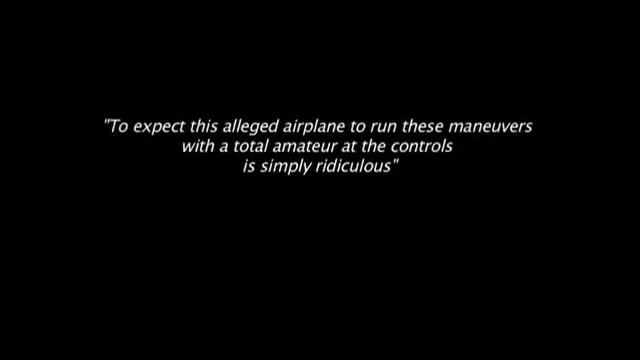 "To expect this alleged airplane to run these maneuvers
with a total amateur at the controls
is simply ridiculous"